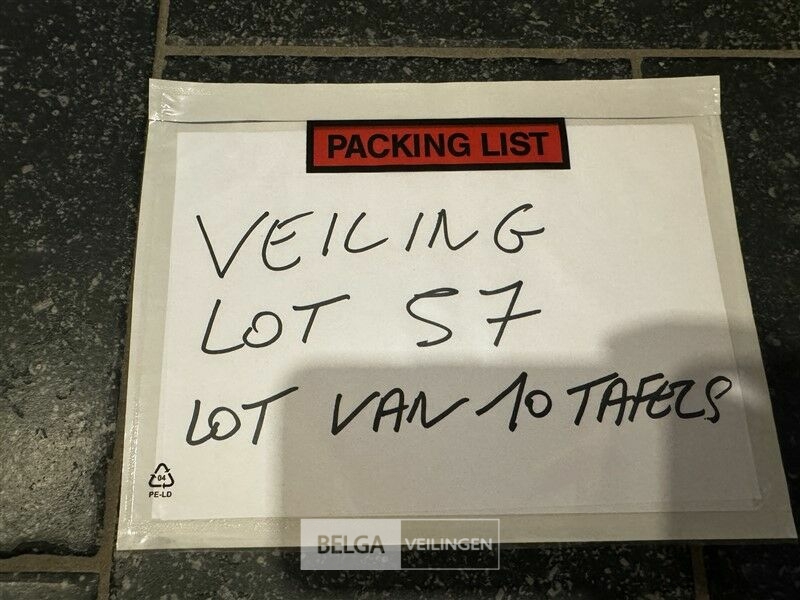 PACKING LIST
VEILING
LOT 57
LOT VAN 10 TAFELS
04
PE-LD
BELGA VEILINGEN